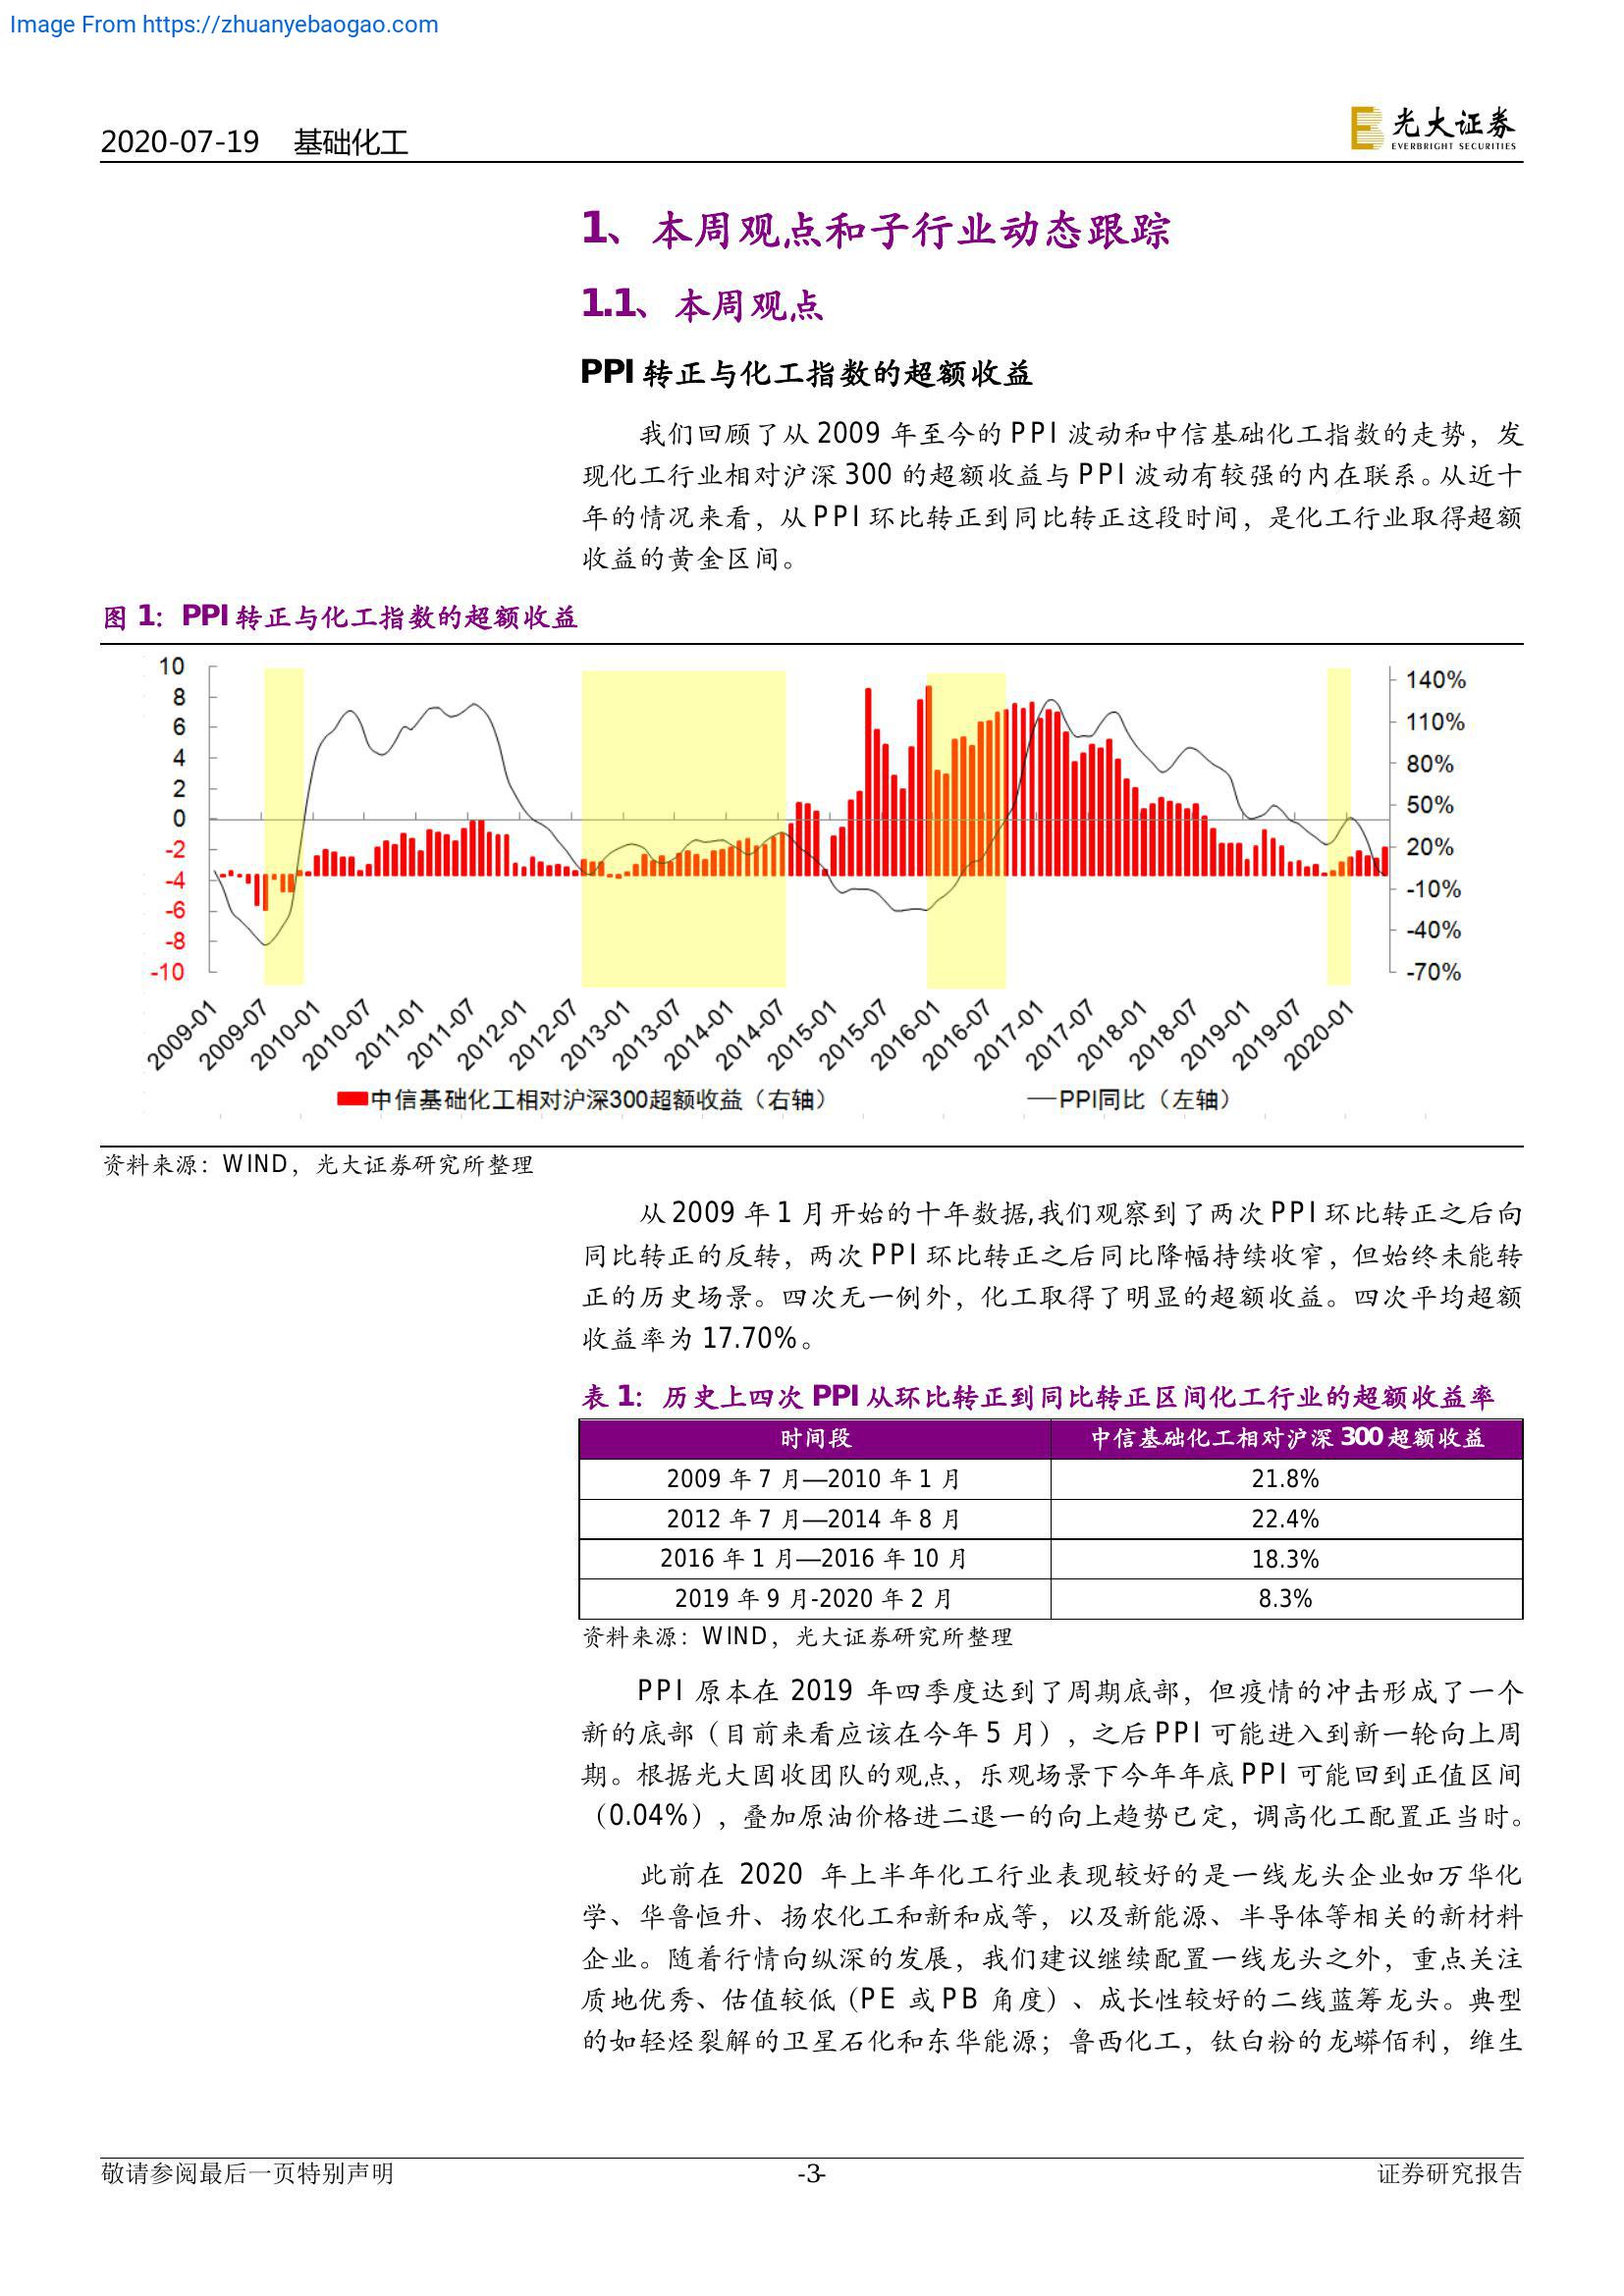 Image From https://zhuanyebaogao.com
2020-07-19 基础化工
光大证券
EVERBRIGHT SECURITIES
1、本周观点和子行业动态跟踪
1.1、本周观点
PPI 转正与化工指数的超额收益
我们回顾了从 2009 年至今的 PPI 波动和中信基础化工指数的走势，发
现化工行业相对沪深 300 的超额收益与 PPI 波动有较强的内在联系。从近十
年的情况来看，从 PPI 环比转正到同比转正这段时间，是化工行业取得超额
收益的黄金区间。
图 1：PPI 转正与化工指数的超额收益
10
8
6
4
2
0
-2
-4
-6
-8
-10
140%
110%
80%
50%
20%
-10%
-40%
-70%
2009-01 2009-07 2010-01 2010-07 2011-01 2011-07 2012-01 2012-07 2013-01 2013-07 2014-01 2014-07 2015-01 2015-07 2016-01 2016-07 2017-01 2017-07 2018-01 2018-07 2019-01 2019-07 2020-01
中信基础化工相对沪深300超额收益（右轴） PPI同比（左轴）
资料来源：WIND，光大证券研究所整理
从 2009 年 1 月开始的十年数据,我们观察到了两次 PPI 环比转正之后向
同比转正的反转，两次 PPI 环比转正之后同比降幅持续收窄，但始终未能转
正的历史场景。四次无一例外，化工取得了明显的超额收益。四次平均超额
收益率为 17.70%。
表 1：历史上四次 PPI 从环比转正到同比转正区间化工行业的超额收益率
时间段 中信基础化工相对沪深 300 超额收益
2009 年 7 月—2010 年 1 月 21.8%
2012 年 7 月—2014 年 8 月 22.4%
2016 年 1 月—2016 年 10 月 18.3%
2019 年 9 月-2020 年 2 月 8.3%
资料来源：WIND，光大证券研究所整理
PPI 原本在 2019 年四季度达到了周期底部，但疫情的冲击形成了一个
新的底部（目前来看应该在今年 5 月），之后 PPI 可能进入到新一轮向上周
期。根据光大固收团队的观点，乐观场景下今年年底 PPI 可能回到正值区间
（0.04%），叠加原油价格进二退一的向上趋势已定，调高化工配置正当时。
此前在 2020 年上半年化工行业表现较好的是一线龙头企业如万华化
学、华鲁恒升、扬农化工和新和成等，以及新能源、半导体等相关的新材料
企业。随着行情向纵深的发展，我们建议继续配置一线龙头之外，重点关注
质地优秀、估值较低（PE 或 PB 角度）、成长性较好的二线蓝筹龙头。典型
的如轻烃裂解的卫星石化和东华能源；鲁西化工，钛白粉的龙蟒佰利，维生
敬请参阅最后一页特别声明 -3- 证券研究报告